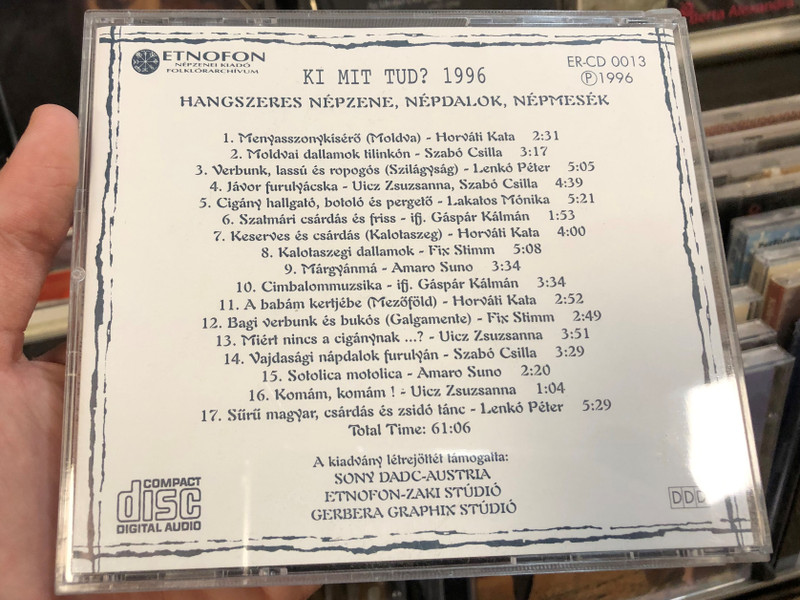 ETNOFON
NÉPZENEI KIADÓ
FOLKLÓRARCHÍVUM
ER-CD 0013
Ⓟ1996
KI MIT TUD? 1996
HANGSZERES NÉPZENE, NÉPDALOK, NÉPMESÉK
1. Menyasszonykísérő (Moldva) - Horváti Kata 2:31
2. Moldvai dallamok tilinkón - Szabó Csilla 3:17
3. Verbunk, lassú és ropogós (Szilágyság) - Lenkó Péter 5:05
4. Jávor furulyácska - Uicz Zsuzsanna, Szabó Csilla 4:39
5. Cigány hallgató, botoló és pergető - Lakatos Mónika 5:21
6. Szatmári csárdás és friss - ifj. Gáspár Kálmán 1:53
7. Keserves és csárdás (Kalotaszeg) - Horváti Kata 4:00
8. Kalotaszegi dallamok - Fix Stimm 5:08
9. Márgyánmá - Amaro Suno 3:34
10. Cimbalommuzsika - ifj. Gáspár Kálmán 3:34
11. A babám kertjébe (Mezőföld) - Horváti Kata 2:52
12. Bagi verbunk és bukós (Galgamente) - Fix Stimm 2:49
13. Miért nincs a cigánynak ...? - Uicz Zsuzsanna 3:51
14. Vajdasági nápdalok furulyán - Szabó Csilla 3:29
15. Sotolica motolica - Amaro Suno 2:20
16. Komám, komám ! - Uicz Zsuzsanna 1:04
17. Sűrű magyar, csárdás és zsidó tánc - Lenkó Péter 5:29
Total Time: 61:06
A kiadvány létrejöttét támogatta:
SONY DADC-AUSTRIA
ETNOFON-ZAKI STÚDIÓ
GERBERA GRAPHIX STÚDIÓ
COMPACT
disc
DIGITAL AUDIO
DDD